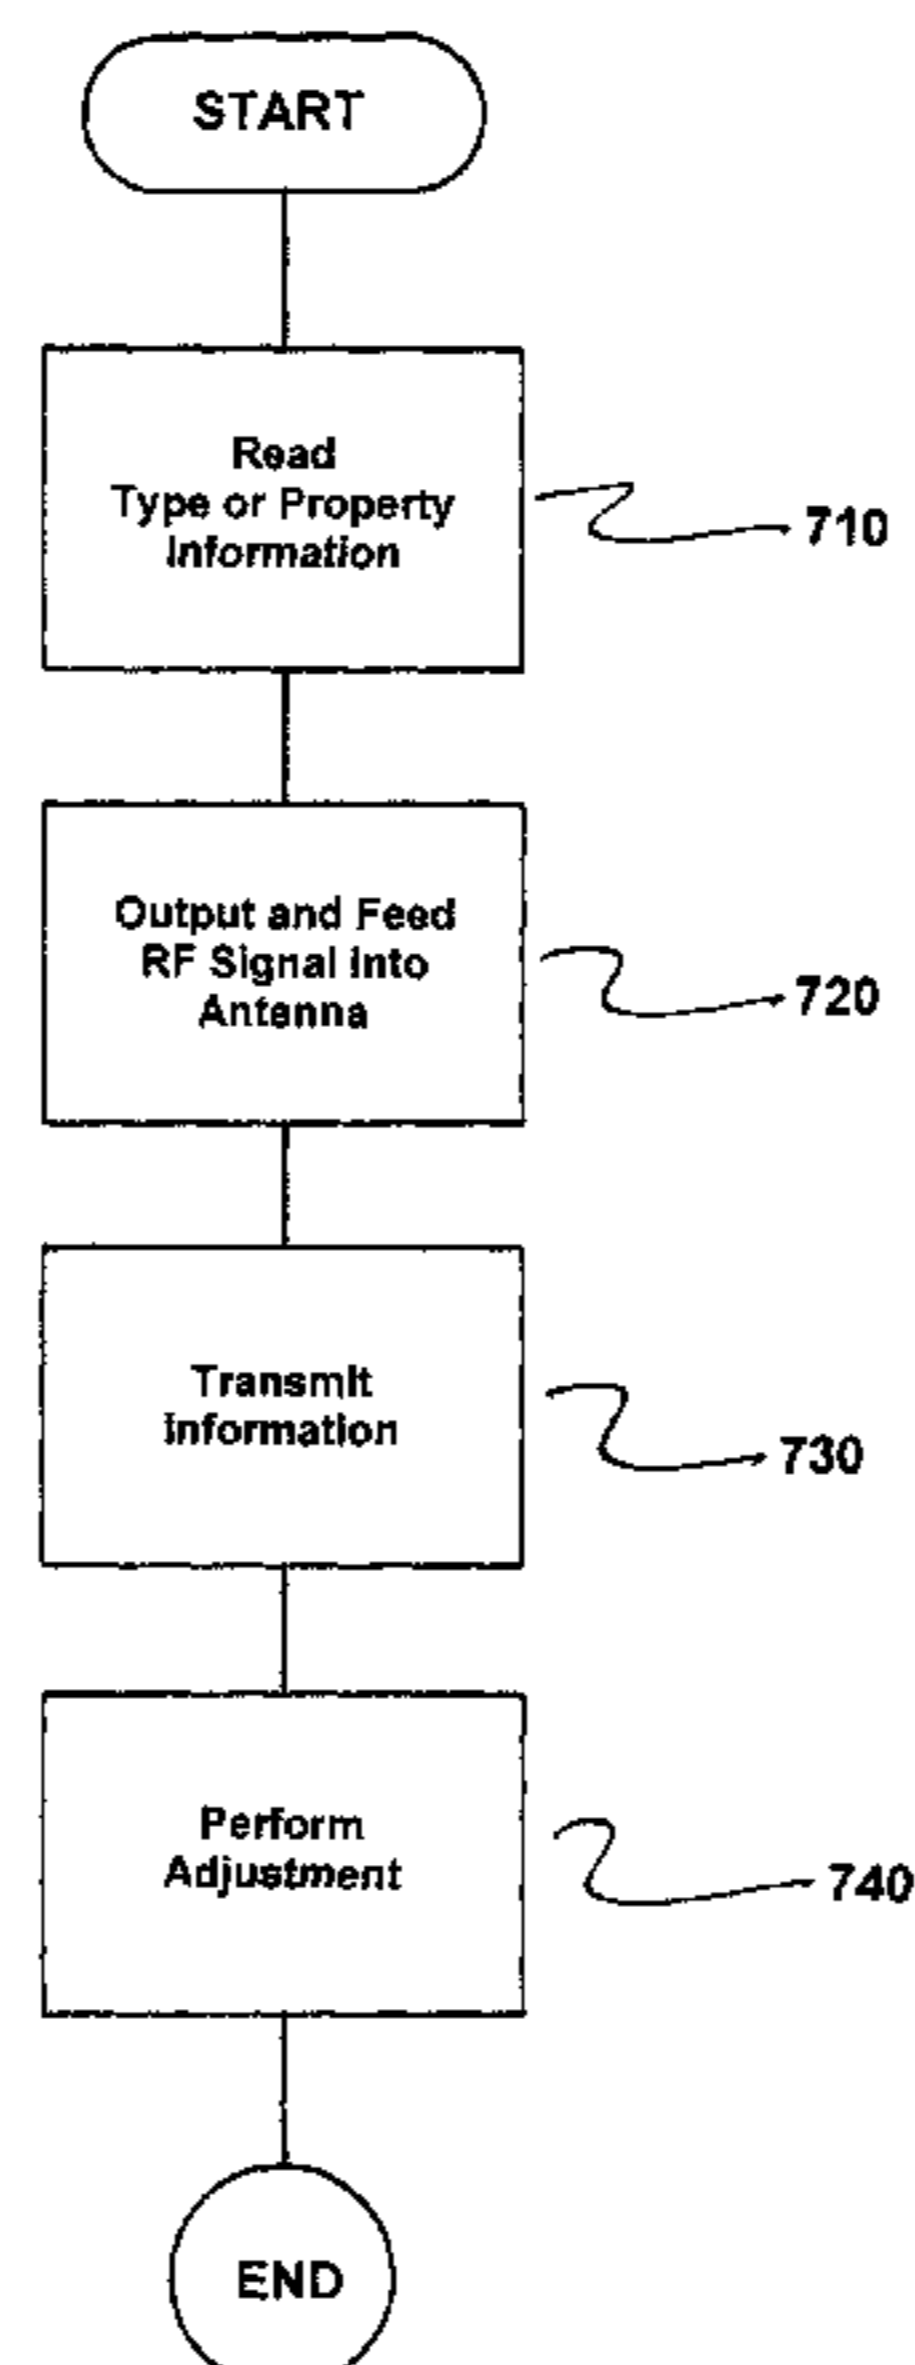 START
Read
Type or Property
Information
710
Output and Feed
RF Signal Into
Antenna
720
Transmit
Information
730
Perform
Adjustment
740
END